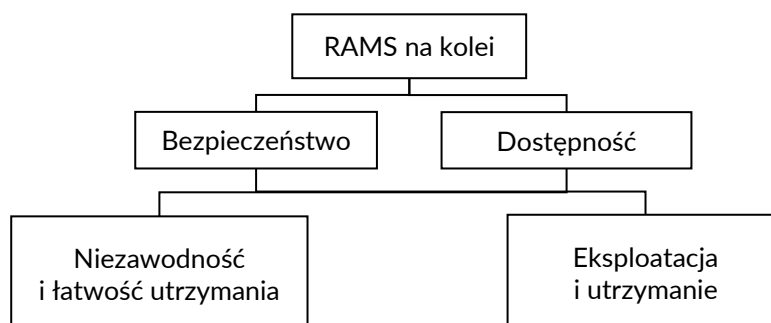 RAMS na kolei
Bezpieczeństwo
Dostępność
Niezawodność
i łatwość utrzymania
Eksploatacja
i utrzymanie